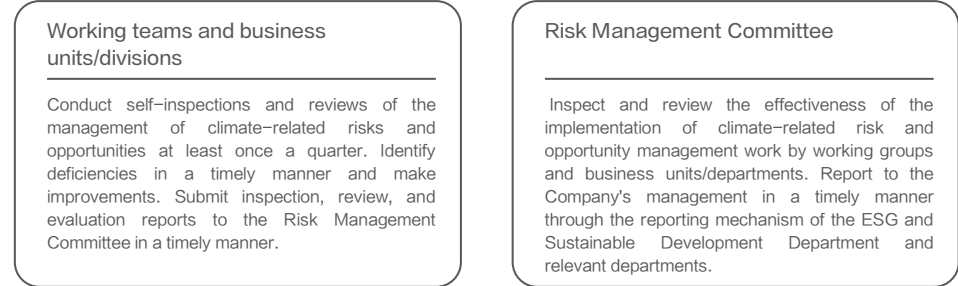 Working teams and business
units/divisions
Conduct self-inspections and reviews of the
management of climate-related risks and
opportunities at least once a quarter. Identify
deficiencies in a timely manner and make
improvements. Submit inspection, review, and
evaluation reports to the Risk Management
Committee in a timely manner.
Risk Management Committee
Inspect and review the effectiveness of the
implementation of climate-related risk and
opportunity management work by working groups
and business units/departments. Report to the
Company's management in a timely manner
through the reporting mechanism of the ESG and
Sustainable Development Department and
relevant departments.